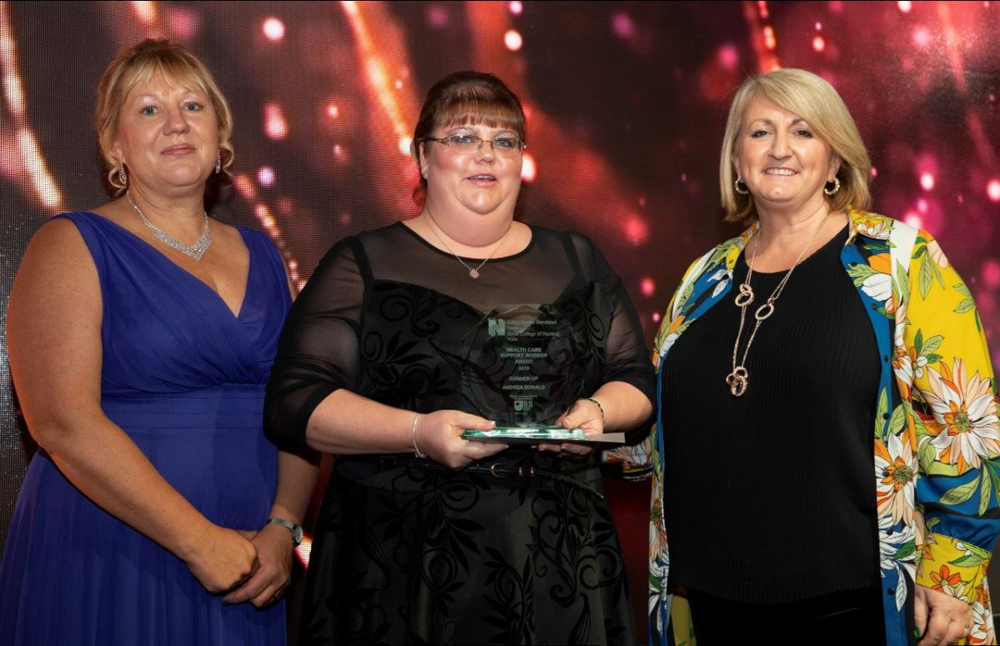 Coleg Nyrsio Brenhinol
Royal College of Nursing
Wales
HEALTH CARE
SUPPORT WORKER
AWARD
2018
RUNNER UP
ANDREA DONALD